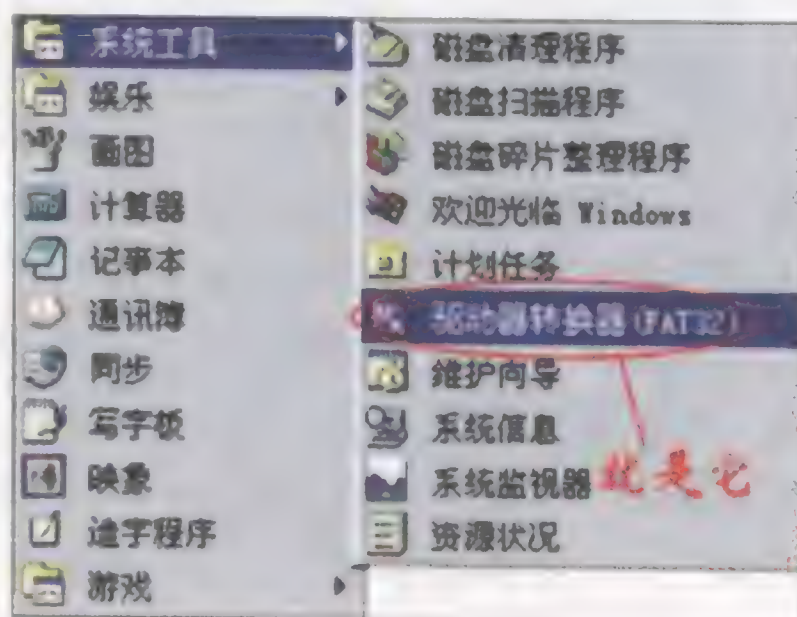 系统工具
娱乐
画图
计算器
记事本
通讯簿
同步
写字板
映象
造字程序
游戏
磁盘清理程序
磁盘扫描程序
磁盘碎片整理程序
欢迎光临 Windows
计划任务
驱动器转换器(FAT32)
维护向导
系统信息
系统监视器
资源状况
就是它